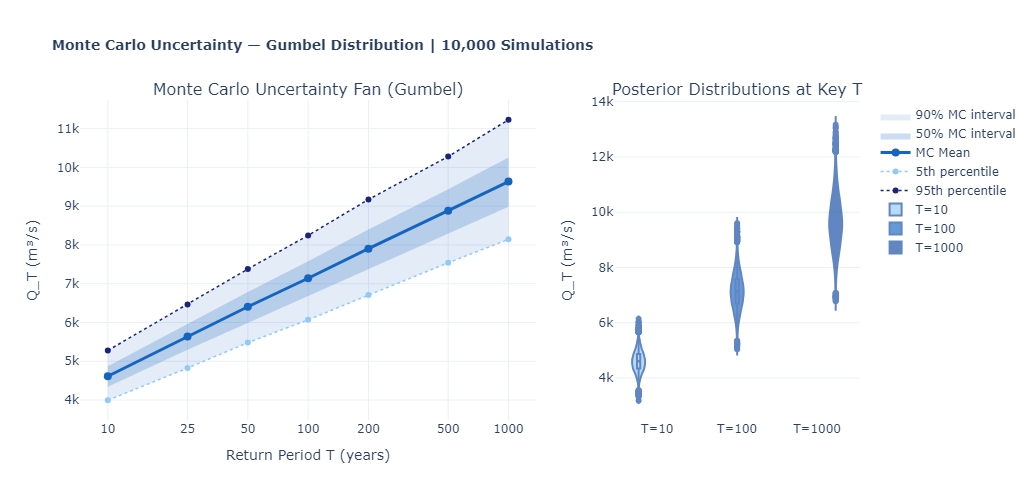 Monte Carlo Uncertainty — Gumbel Distribution | 10,000 Simulations
Monte Carlo Uncertainty Fan (Gumbel)
Q_T (m³/s)
11k
10k
9k
8k
7k
6k
5k
4k
10
25
50
100
200
500
1000
Return Period T (years)
Posterior Distributions at Key T
Q_T (m³/s)
14k
12k
10k
8k
6k
4k
T=10
T=100
T=1000
90% MC interval
50% MC interval
MC Mean
5th percentile
95th percentile
T=10
T=100
T=1000